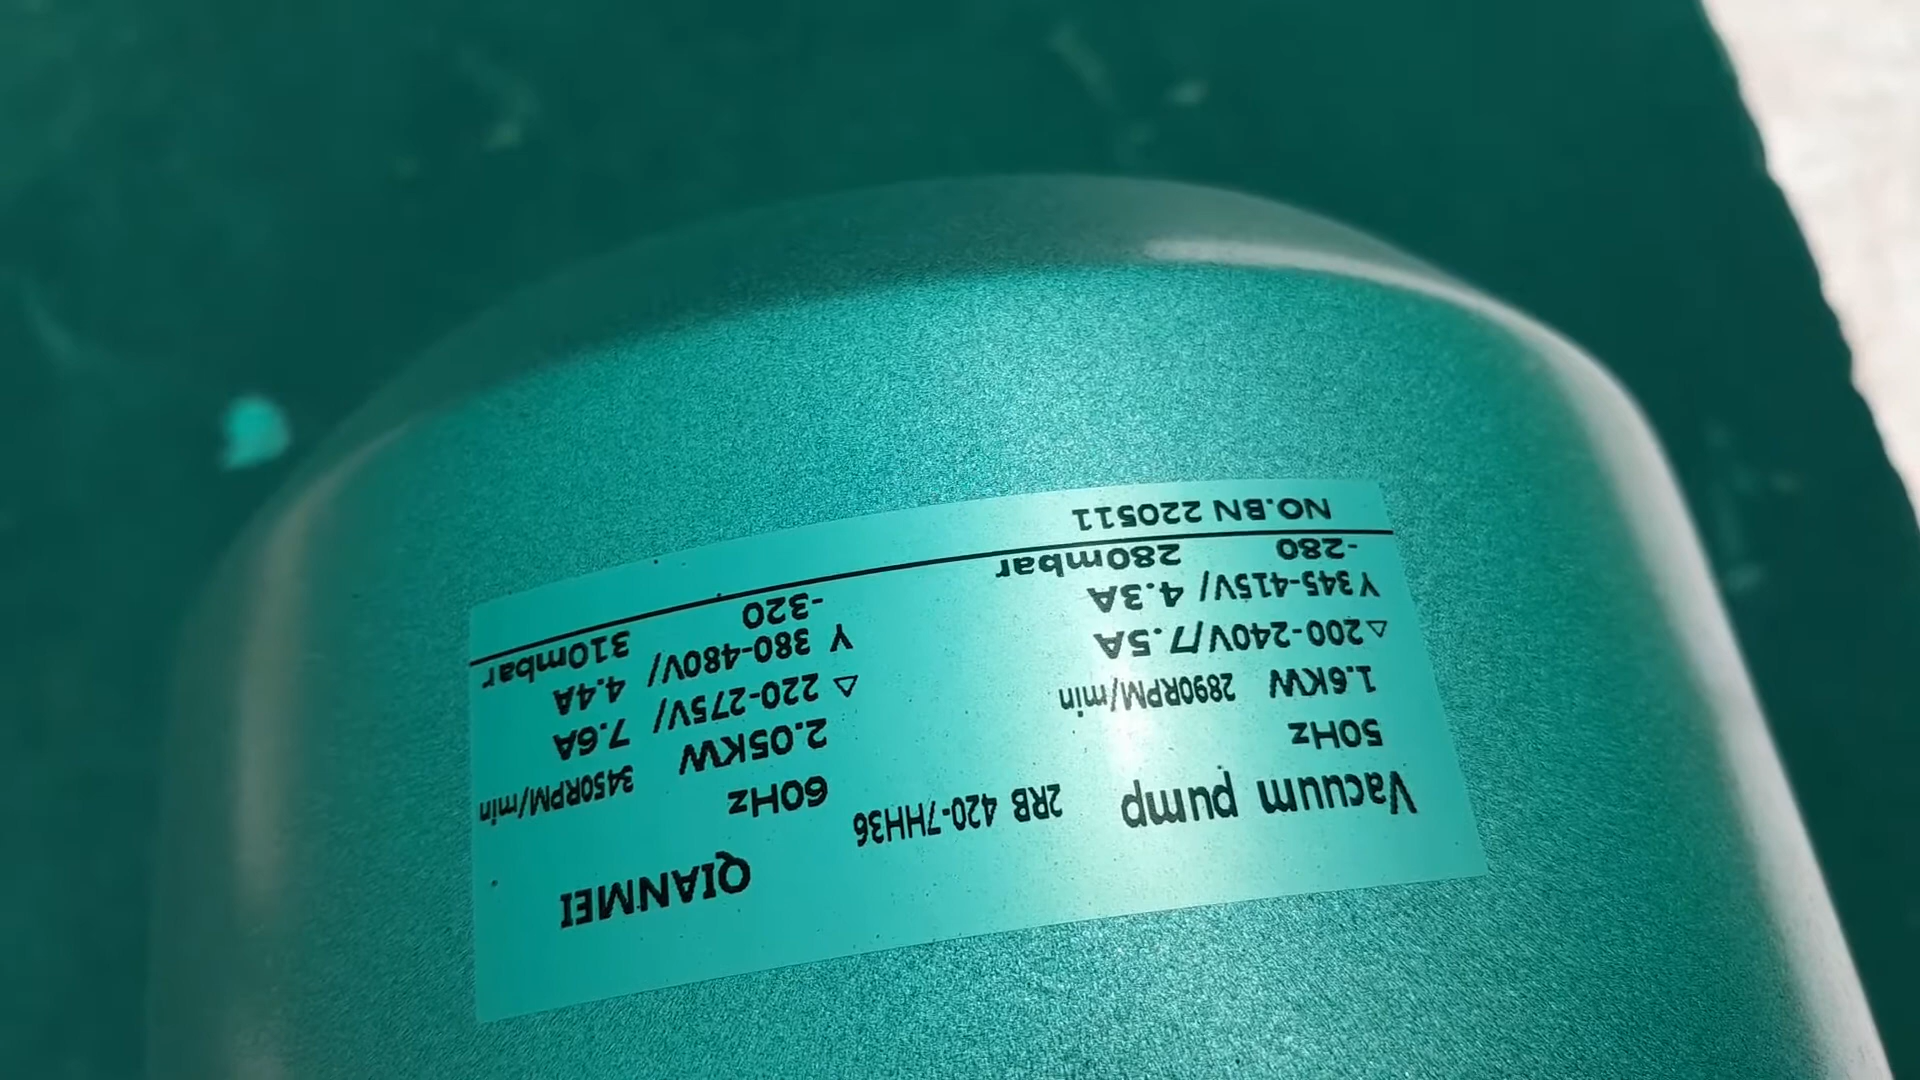 QIANMEI
Vacuum pump 2RB 420-7HH36
50Hz
1.6KW 2890RPM/min
△200-240V/7.5A
Y345-415V/ 4.3A
-280 280mbar
60Hz
2.05KW 3450RPM/min
△ 220-275V/ 7.6A
Y 380-480V/ 4.4A
-320 310mbar
NO.BN 220511